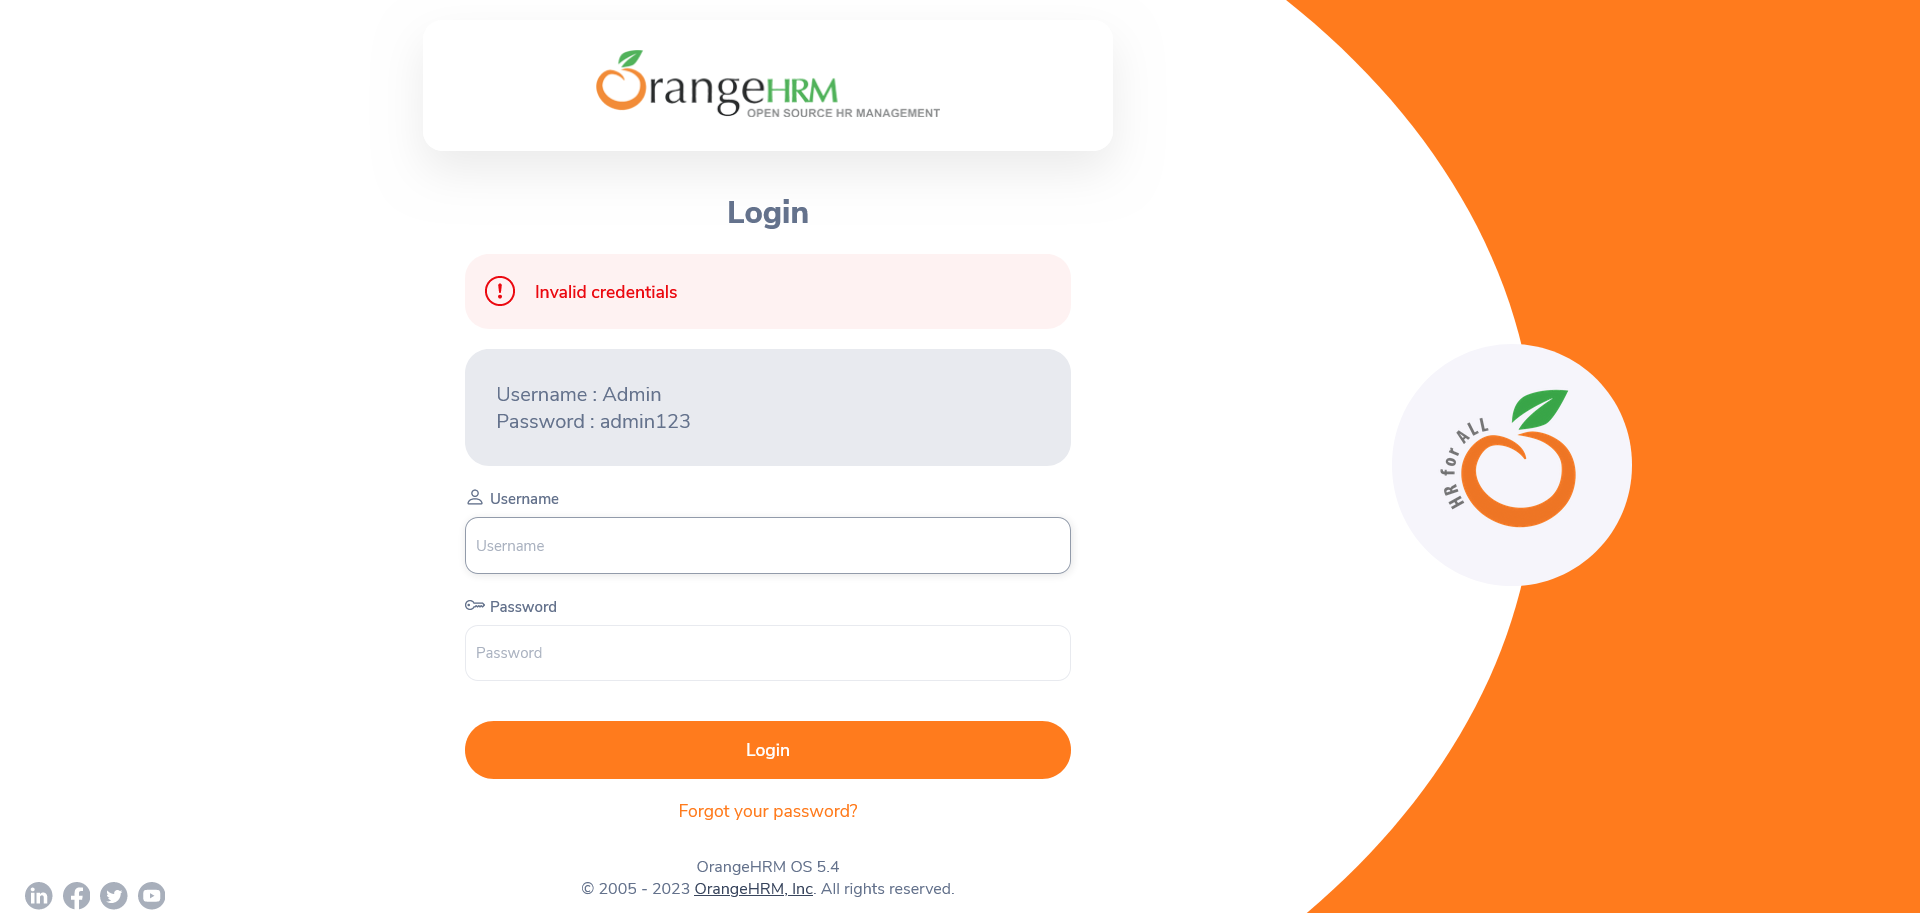 OrangeHRM
OPEN SOURCE HR MANAGEMENT
Login
Invalid credentials
Username : Admin
Password : admin123
Username
Username
Password
Password
Login
Forgot your password?
OrangeHRM OS 5.4
© 2005 - 2023 OrangeHRM, Inc. All rights reserved.
HR for ALL